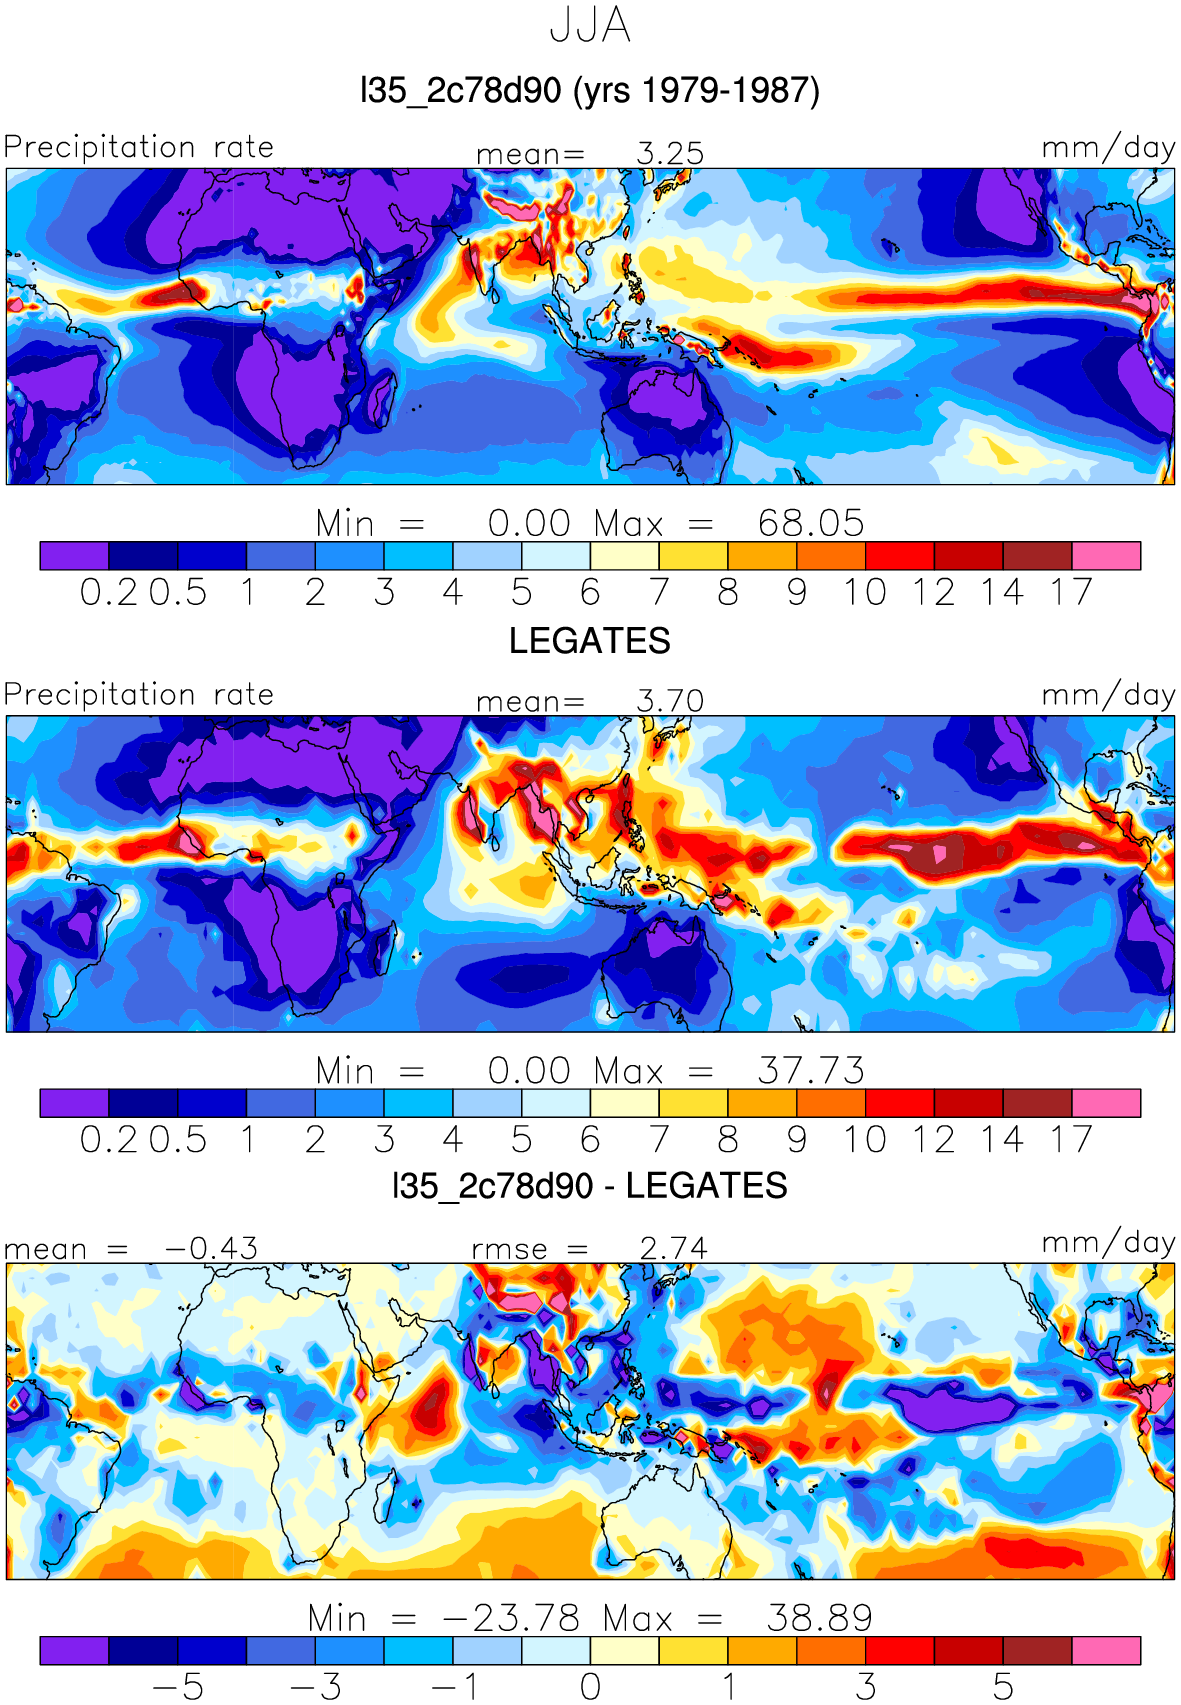 JJA
l35_2c78d90 (yrs 1979-1987)
Precipitation rate mean= 3.25 mm/day
Min = 0.00 Max = 68.05
0.2 0.5 1 2 3 4 5 6 7 8 9 10 12 14 17
LEGATES
Precipitation rate mean= 3.70 mm/day
Min = 0.00 Max = 37.73
0.2 0.5 1 2 3 4 5 6 7 8 9 10 12 14 17
l35_2c78d90 - LEGATES
mean = −0.43 rmse = 2.74 mm/day
Min = −23.78 Max = 38.89
−5 −3 −1 0 1 3 5